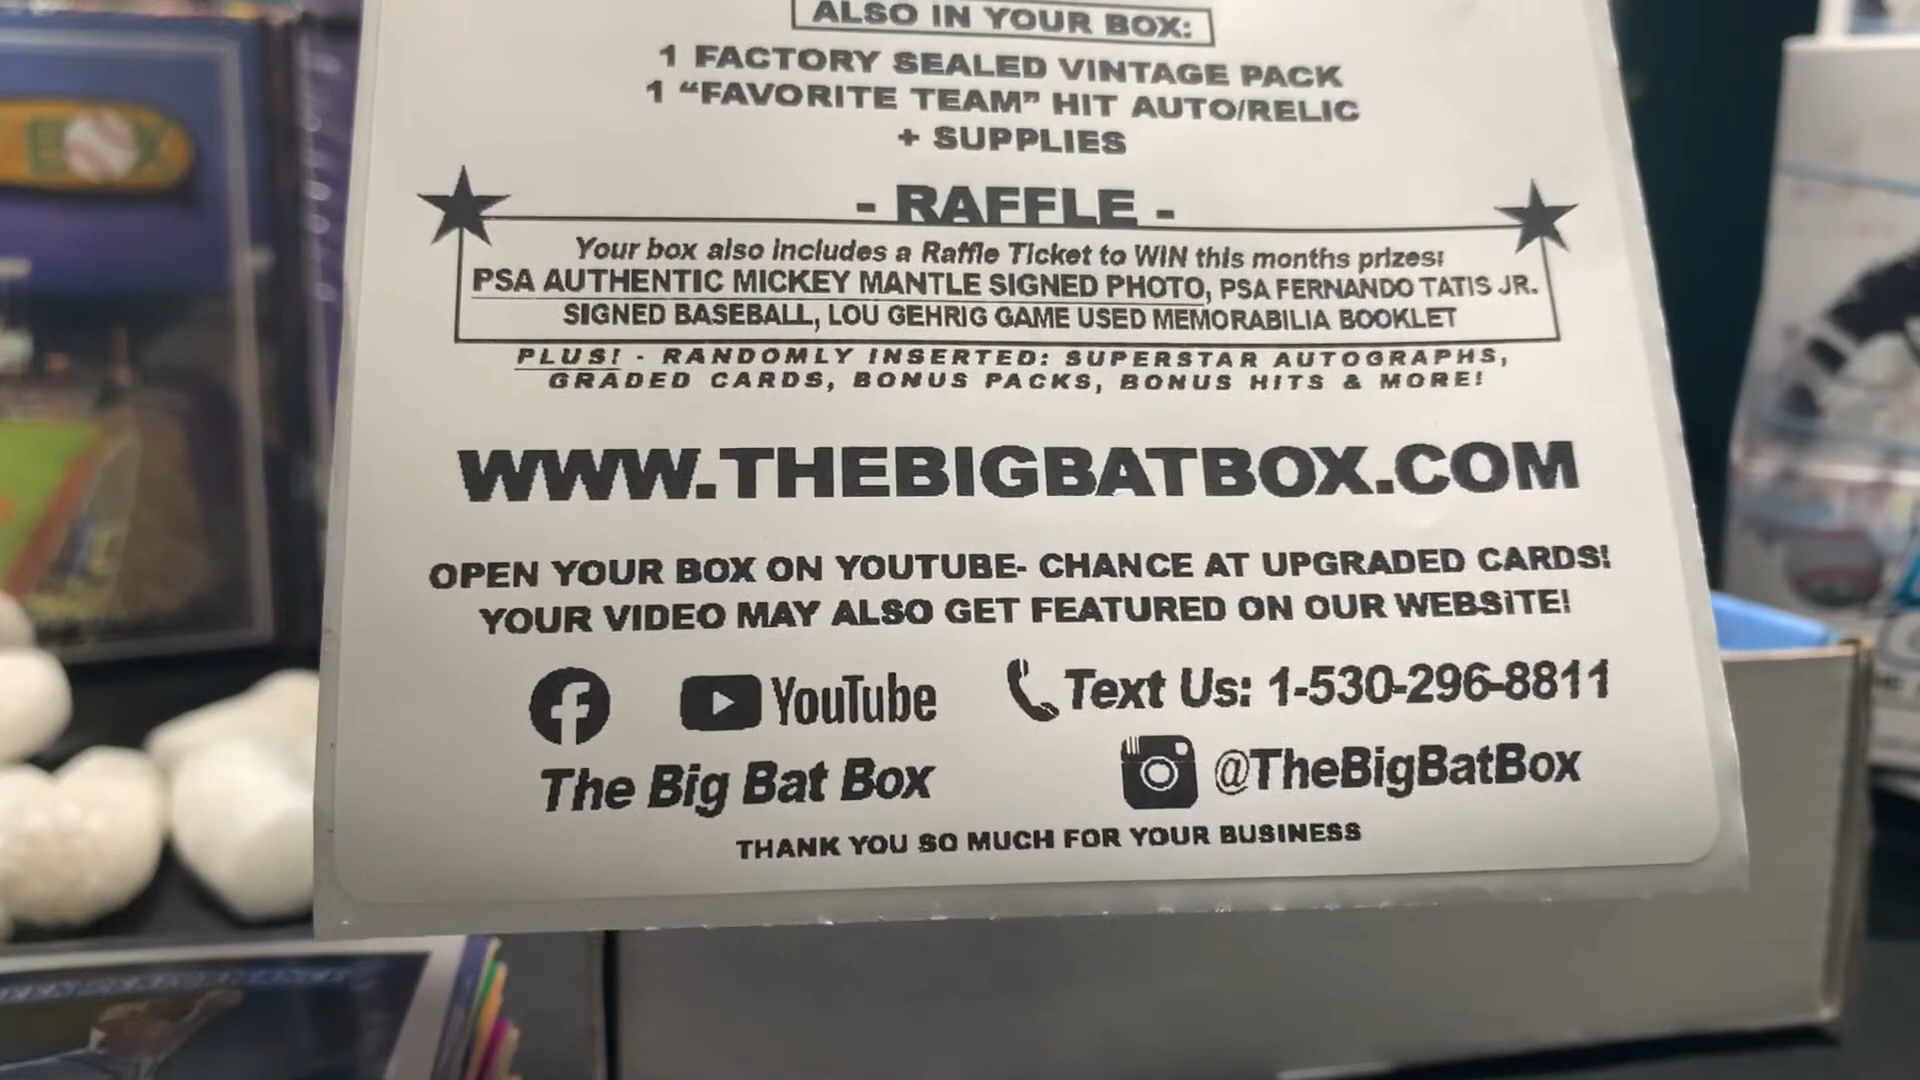 ALSO IN YOUR BOX:
1 FACTORY SEALED VINTAGE PACK
1 “FAVORITE TEAM” HIT AUTO/RELIC
+ SUPPLIES
- RAFFLE -
Your box also includes a Raffle Ticket to WIN this months prizes:
PSA AUTHENTIC MICKEY MANTLE SIGNED PHOTO, PSA FERNANDO TATIS JR.
SIGNED BASEBALL, LOU GEHRIG GAME USED MEMORABILIA BOOKLET
PLUS! - RANDOMLY INSERTED: SUPERSTAR AUTOGRAPHS,
GRADED CARDS, BONUS PACKS, BONUS HITS & MORE!
WWW.THEBIGBATBOX.COM
OPEN YOUR BOX ON YOUTUBE- CHANCE AT UPGRADED CARDS!
YOUR VIDEO MAY ALSO GET FEATURED ON OUR WEBSITE!
YouTube
Text Us: 1-530-296-8811
The Big Bat Box
@TheBigBatBox
THANK YOU SO MUCH FOR YOUR BUSINESS